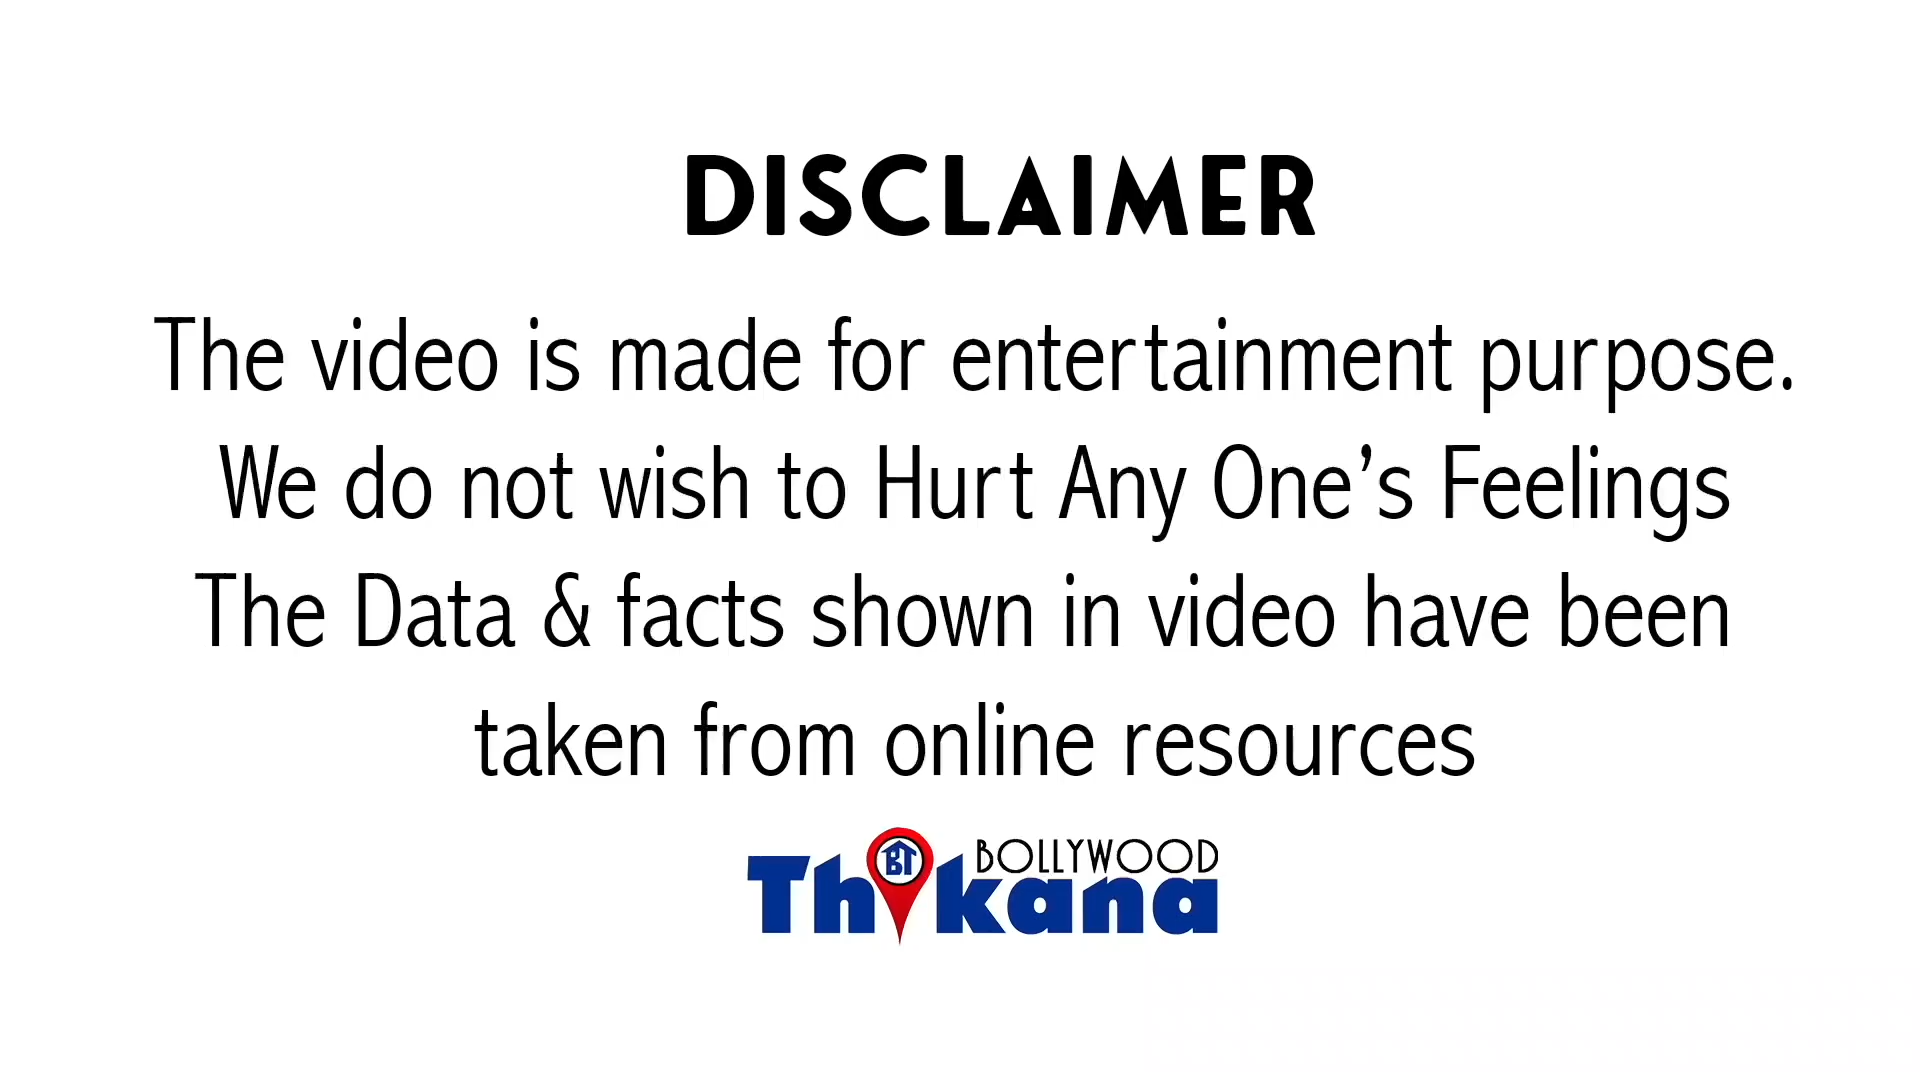 DISCLAIMER
The video is made for entertainment purpose.
We do not wish to Hurt Any One’s Feelings
The Data & facts shown in video have been
taken from online resources
BT
BOLLYWOOD
Thikana